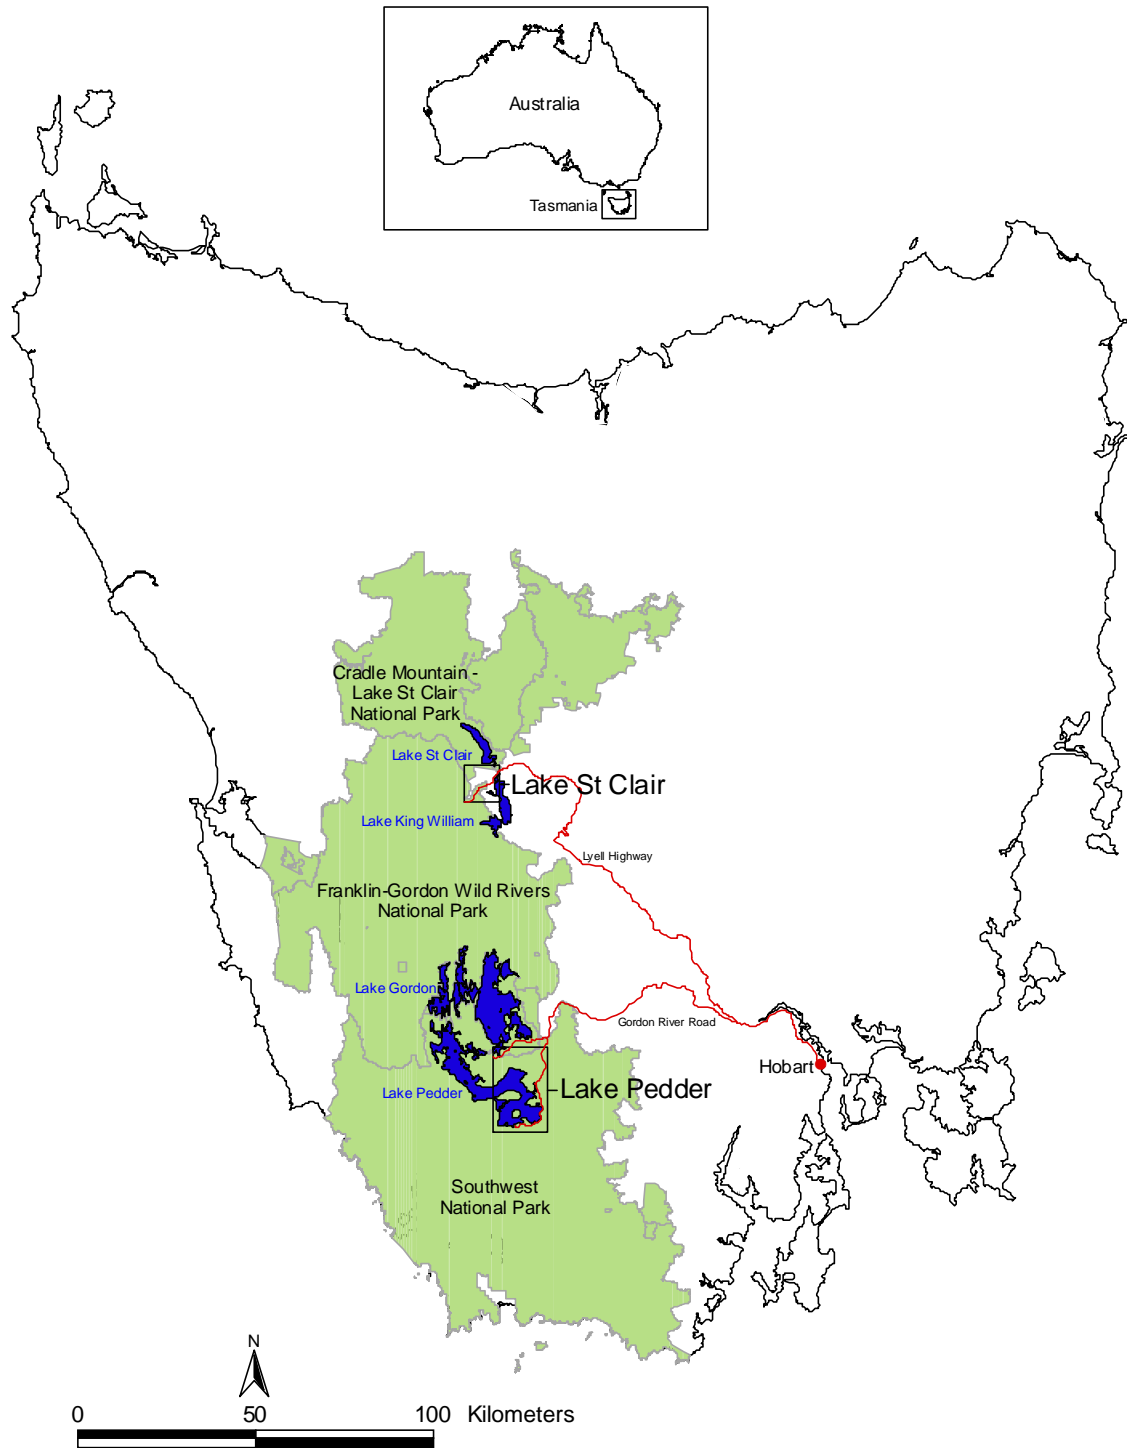 Australia
Tasmania
Cradle Mountain -
Lake St Clair
National Park
Lake St Clair
Lake St Clair
Lake King William
Lyell Highway
Franklin-Gordon Wild Rivers
National Park
Lake Gordon
Gordon River Road
Hobart
Lake Pedder
Lake Pedder
Southwest
National Park
N
0 50 100 Kilometers